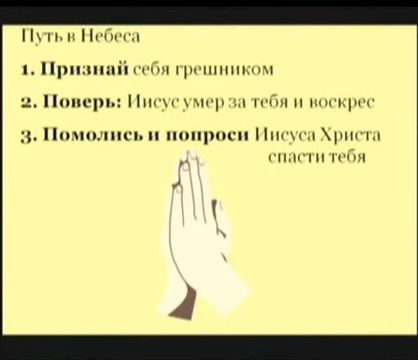 Путь в Небеса
1. Признай себя грешником
2. Поверь: Иисус умер за тебя и воскрес
3. Помолись и попроси Иисуса Христа
спасти тебя